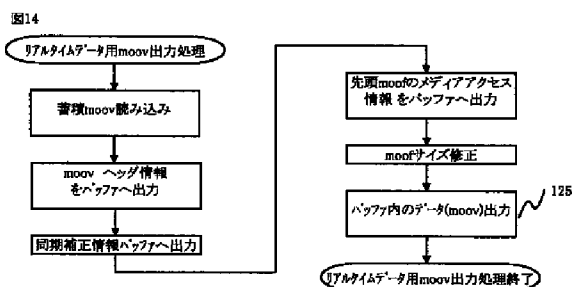 図14
リアルタイムデータ用moov出力処理
蓄積moov読み込み
moov ヘッダ情報
をバッファへ出力
同期補正情報バッファへ出力
先頭moofのメディアアクセス
情報をバッファへ出力
moofサイズ修正
バッファ内のデータ(moov)出力
125
リアルタイムデータ用moov出力処理終了